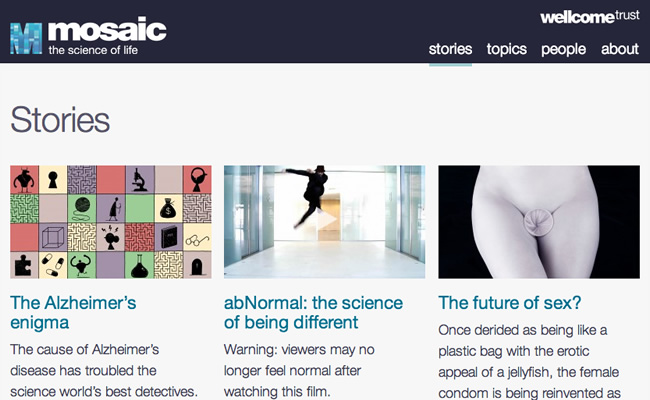 mosaic
the science of life
wellcometrust
stories topics people about
Stories
The Alzheimer's
enigma
The cause of Alzheimer's
disease has troubled the
science world's best detectives.
abNormal: the science
of being different
Warning: viewers may no
longer feel normal after
watching this film.
The future of sex?
Once derided as being like a
plastic bag with the erotic
appeal of a jellyfish, the female
condom is being reinvented as